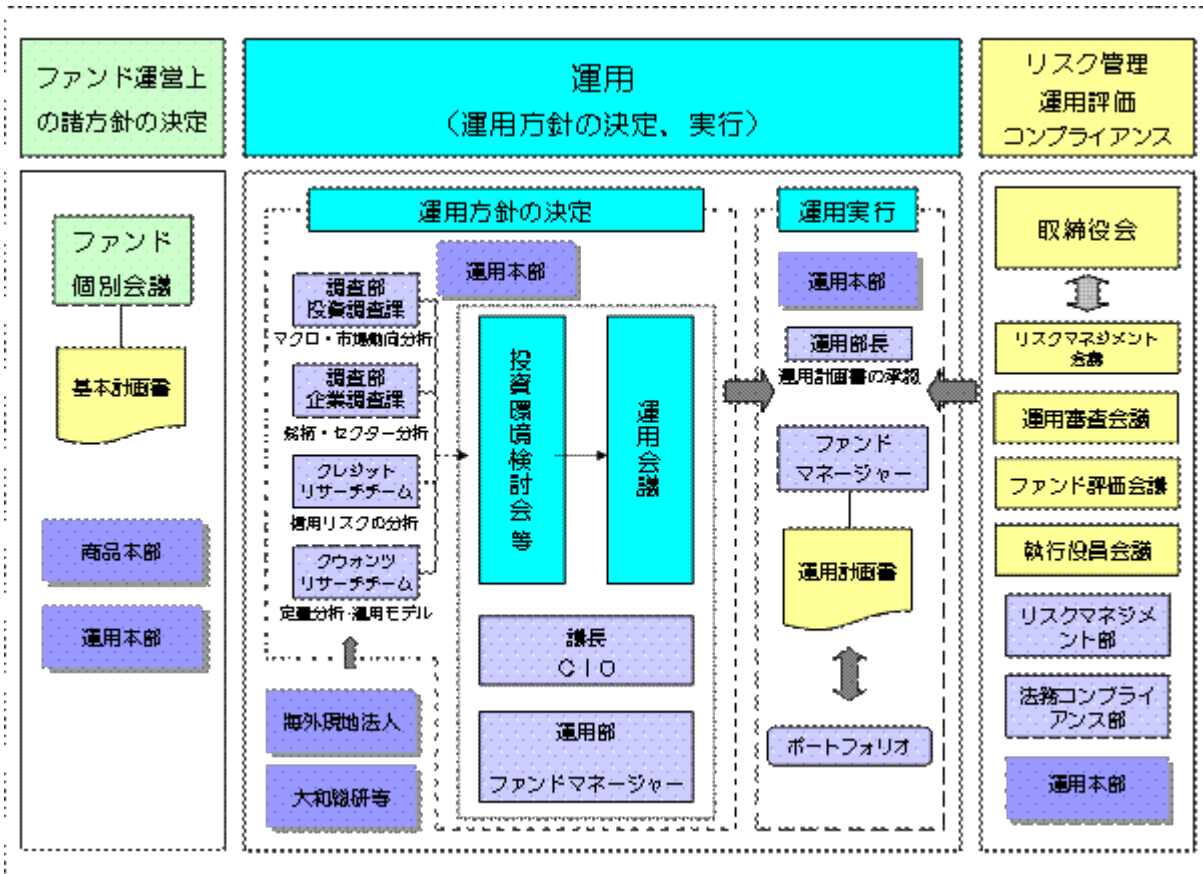 ファンド運営上
の諸方針の決定
運用
（運用方針の決定、実行）
リスク管理
運用評価
コンプライアンス
ファンド
個別会議
基本計画書
商品本部
運用本部
運用方針の決定
運用本部
調査部
投資調査課
マクロ・市場動向分析
調査部
企業調査課
銘柄・セクター分析
クレジット
リサーチチーム
信用リスクの分析
クウォンツ
リサーチチーム
定量分析・運用モデル
海外現地法人
大和総研等
投資環境検討会 等
運用会議
議長
ＣＩＯ
運用部
ファンドマネージャー
運用実行
運用本部
運用部長
運用計画書の承認
ファンド
マネージャー
運用計画書
ポートフォリオ
取締役会
リスクマネジメント
会議
運用審査会議
ファンド評価会議
執行役員会議
リスクマネジメ
ント部
法務コンプライ
アンス部
運用本部